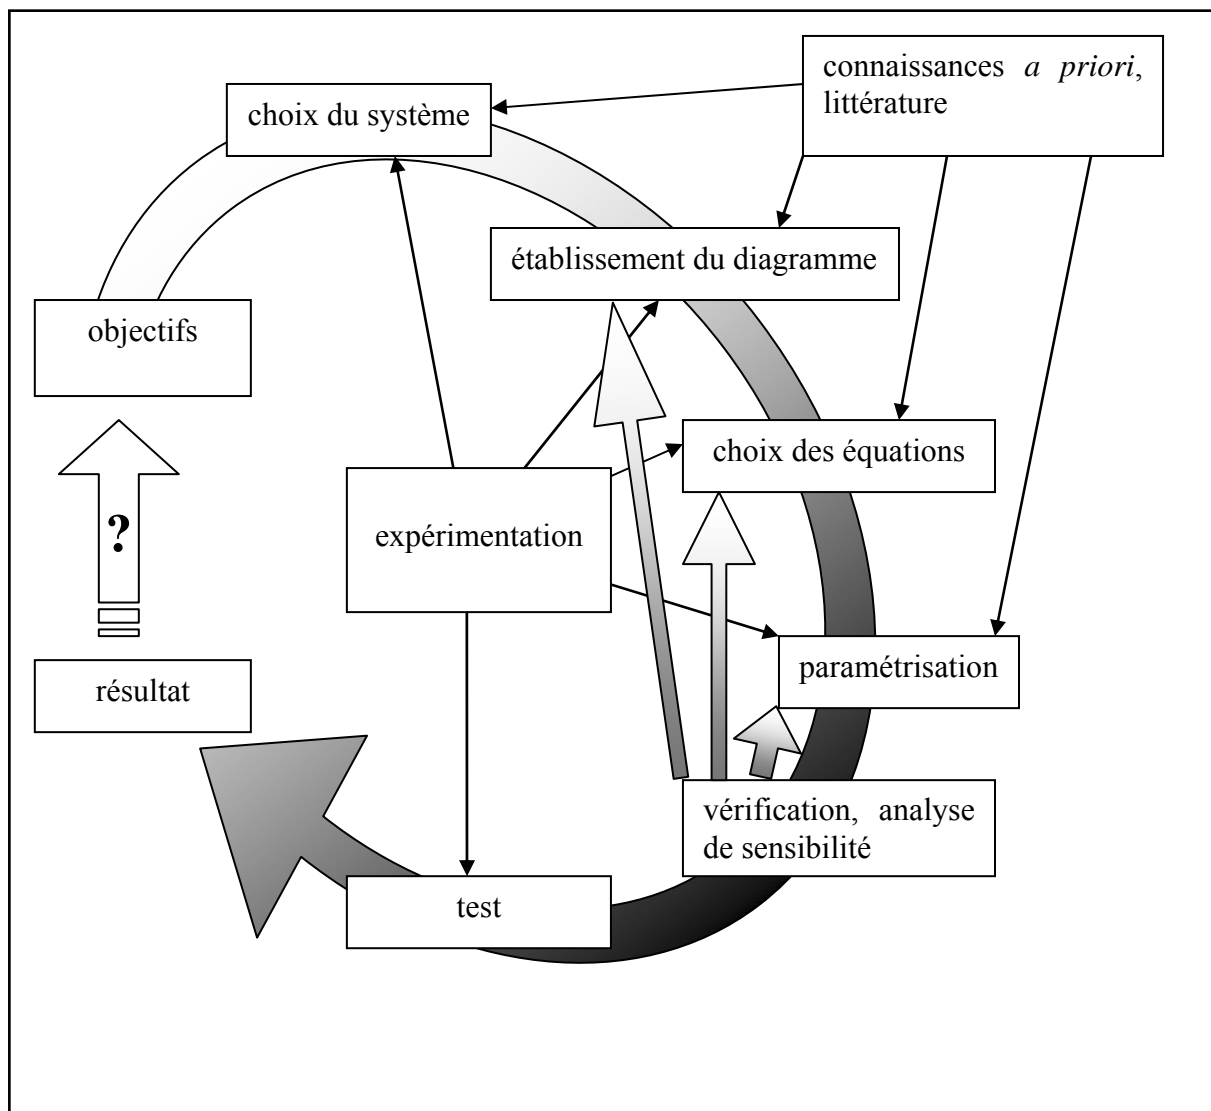 connaissances a priori,
littérature
choix du système
établissement du diagramme
objectifs
choix des équations
?
expérimentation
paramétrisation
résultat
vérification, analyse
de sensibilité
test